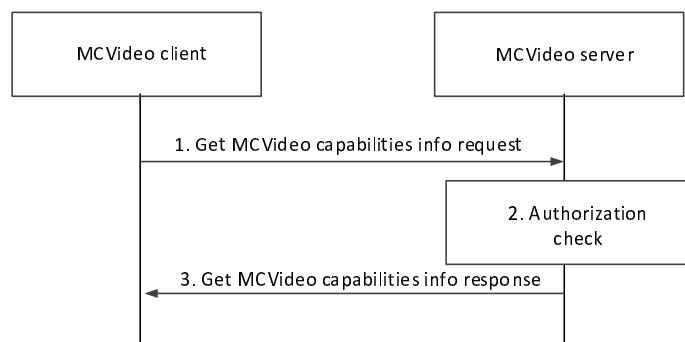 MCVideo client
MCVideo server
1. Get MCVideo capabilities info request
2. Authorization
check
3. Get MCVideo capabilities info response